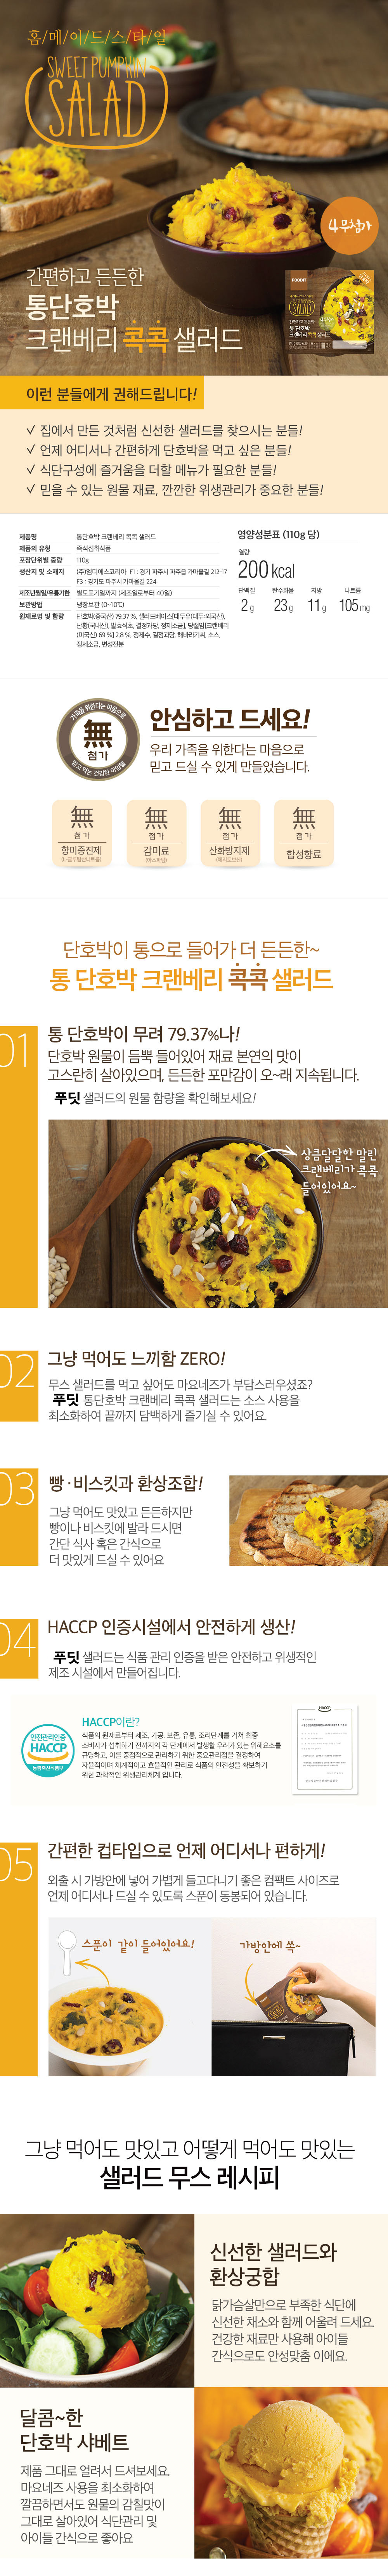 홈/메/이/드/스/타/일
SWEET PUMPKIN
SALAD
4무첨가
간편하고 든든한
통단호박
크랜베리 콕콕 샐러드
이런 분들에게 권해드립니다!
✓ 집에서 만든 것처럼 신선한 샐러드를 찾으시는 분들!
✓ 언제 어디서나 간편하게 단호박을 먹고 싶은 분들!
✓ 식단구성에 즐거움을 더할 메뉴가 필요한 분들!
✓ 믿을 수 있는 원물 재료, 깐깐한 위생관리가 중요한 분들!
제품명 통단호박 크랜베리 콕콕 샐러드
제품의 유형 즉석섭취식품
포장단위별 중량 110g
생산지 및 소재지 (주)엠디에스코리아 F1 : 경기 파주시 파주읍 가마울길 212-17
F3 : 경기도 파주시 가마울길 224
제조년월일/유통기한 별도표기일까지 (제조일로부터 40일)
보관방법 냉장보관 (0~10℃)
원재료명 및 함량 단호박(중국산) 79.37 %, 샐러드베이스[대두유(대두:외국산),
난황(국내산), 발효식초, 결정과당, 정제소금], 당절임[크랜베리
(미국산) 69 %] 2.8 %, 정제수, 결정과당, 해바라기씨, 소스,
정제소금, 변성전분
영양성분표 (110g 당)
열량
200 kcal
단백질 탄수화물 지방 나트륨
2 g 23 g 11 g 105 mg
가족을 위한다는 마음으로
無
첨가
믿고 먹는 건강한 마양물
안심하고 드세요!
우리 가족을 위한다는 마음으로
믿고 드실 수 있게 만들었습니다.
無 無 無 無
첨가 첨가 첨가 첨가
향미증진제 감미료 산화방지제 합성향료
(L-글루탐산나트륨) (아스파탐) (에리토브산)
단호박이 통으로 들어가 더 든든한~
통 단호박 크랜베리 콕콕 샐러드
01
통 단호박이 무려 79.37%나!
단호박 원물이 듬뿍 들어있어 재료 본연의 맛이
고스란히 살아있으며, 든든한 포만감이 오~래 지속됩니다.
푸딧 샐러드의 원물 함량을 확인해보세요!
상큼달달한 말린
크랜베리가 콕콕
들어있어요~
02
그냥 먹어도 느끼함 ZERO!
무스 샐러드를 먹고 싶어도 마요네즈가 부담스러우셨죠?
푸딧 통단호박 크랜베리 콕콕 샐러드는 소스 사용을
최소화하여 끝까지 담백하게 즐기실 수 있어요.
03
빵·비스킷과 환상조합!
그냥 먹어도 맛있고 든든하지만
빵이나 비스킷에 발라 드시면
간단 식사 혹은 간식으로
더 맛있게 드실 수 있어요
04
HACCP 인증시설에서 안전하게 생산!
푸딧 샐러드는 식품 관리 인증을 받은 안전하고 위생적인
제조 시설에서 만들어집니다.
안전관리인증
HACCP
농림축산식품부
HACCP이란?
식품의 원재료부터 제조, 가공, 보존, 유통, 조리단계를 거쳐 최종
소비자가 섭취하기 전까지의 각 단계에서 발생할 우려가 있는 위해요소를
규명하고, 이를 중점적으로 관리하기 위한 중요관리점을 결정하여
자율적이며 체계적이고 효율적인 관리로 식품의 안전성을 확보하기
위한 과학적인 위생관리체계 입니다.
05
간편한 컵타입으로 언제 어디서나 편하게!
외출 시 가방안에 넣어 가볍게 들고다니기 좋은 컴팩트 사이즈로
언제 어디서나 드실 수 있도록 스푼이 동봉되어 있습니다.
스푼이 같이 들어있어요!
가방안에 쏙~
그냥 먹어도 맛있고 어떻게 먹어도 맛있는
샐러드 무스 레시피
신선한 샐러드와
환상궁합
닭가슴살만으로 부족한 식단에
신선한 채소와 함께 어울려 드세요.
건강한 재료만 사용해 아이들
간식으로도 안성맞춤 이에요.
달콤~한
단호박 샤베트
제품 그대로 얼려서 드셔보세요.
마요네즈 사용을 최소화하여
깔끔하면서도 원물의 감칠맛이
그대로 살아있어 식단관리 및
아이들 간식으로 좋아요